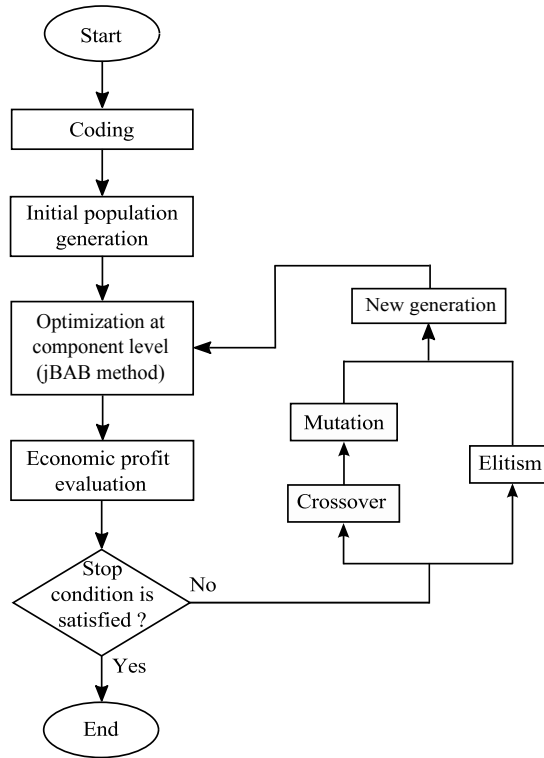 Start
Coding
Initial population
generation
Optimization at
component level
(jBAB method)
Economic profit
evaluation
Stop
condition is
satisfied ?
No
Yes
End
New generation
Mutation
Crossover
Elitism